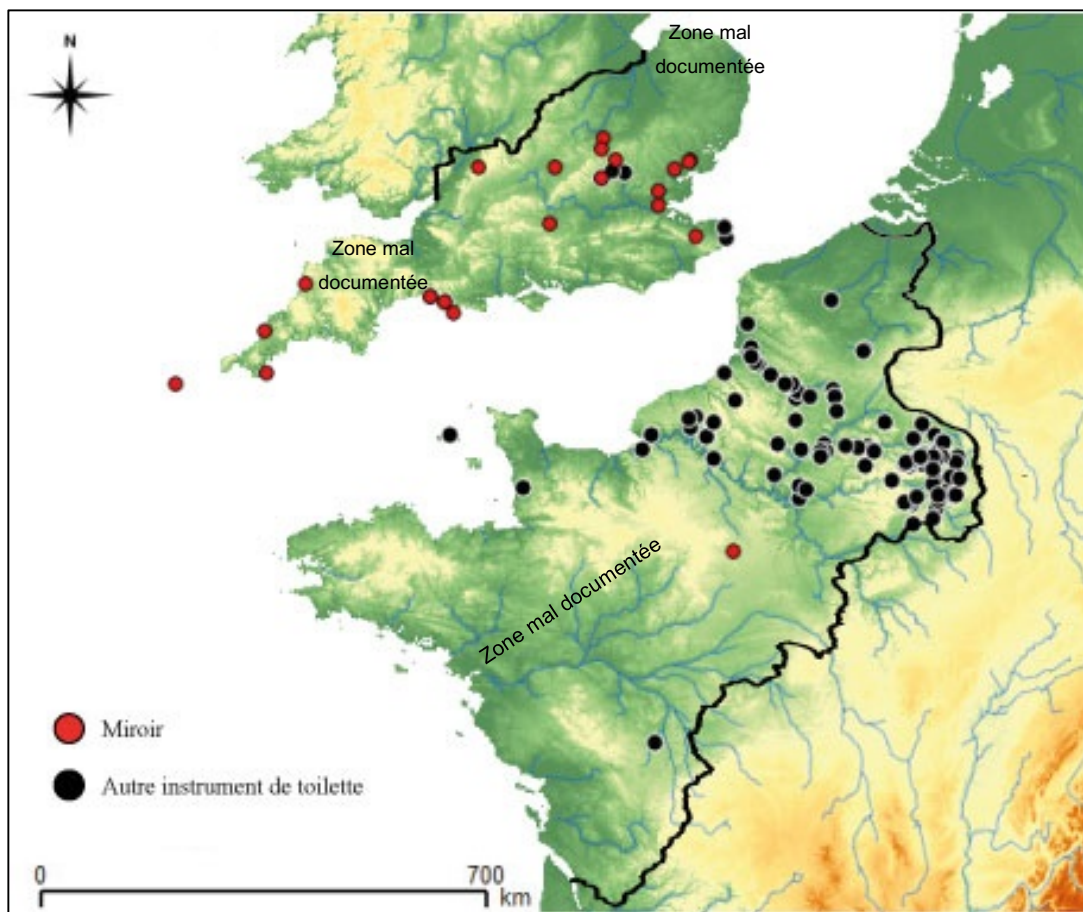 Zone mal
documentée
N
Zone mal
documentée
Zone mal documentée
Miroir
Autre instrument de toilette
0
700
km